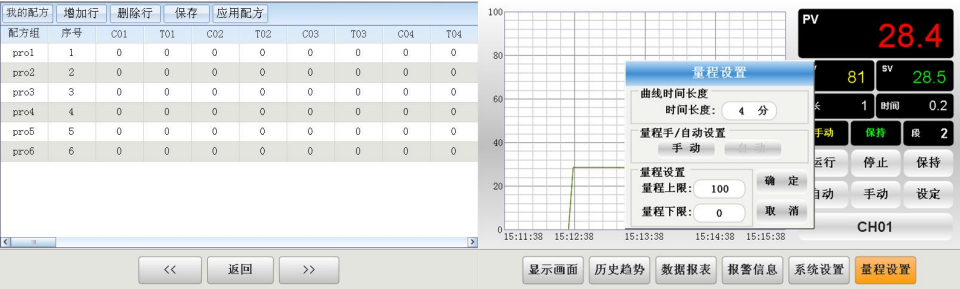 我的配方 增加行 删除行 保存 应用配方
配方组 序号 C01 T01 C02 T02 C03 T03 C04 T04
pro1 1 0 0 0 0 0 0 0 0
pro2 2 0 0 0 0 0 0 0 0
pro3 3 0 0 0 0 0 0 0 0
pro4 4 0 0 0 0 0 0 0 0
pro5 5 0 0 0 0 0 0 0 0
pro6 6 0 0 0 0 0 0 0 0
<< 返回 >>
100
80
60
40
20
0
15:11:38 15:12:38 15:13:38 15:14:38 15:15:38
量程设置
曲线时间长度
时间长度: 4 分
量程手/自动设置
手 动 自 动
量程设置
量程上限: 100
量程下限: 0
确 定
取 消
PV
28.4
81 SV 28.5
1 时间 0.2
手动 保持 段 2
运行 停止 保持
自动 手动 设定
CH01
显示画面 历史趋势 数据报表 报警信息 系统设置 量程设置